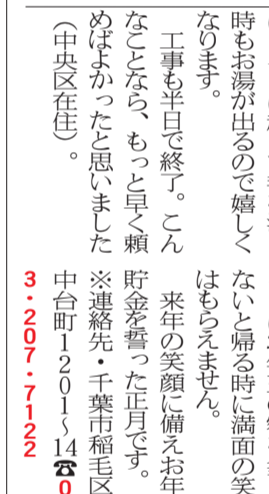 時もお湯が出るので嬉しく
なります。
工事も半日で終了。こん
なことなら、もっと早く頼
めばよかったと思いました
（中央区在住）。
ないと帰る時に満面の笑
はもらえません。
来年の笑顔に備えお年
貯金を誓った正月です。
※連絡先・千葉市稲毛区
中台町1201〜14☎0
3・207・7122